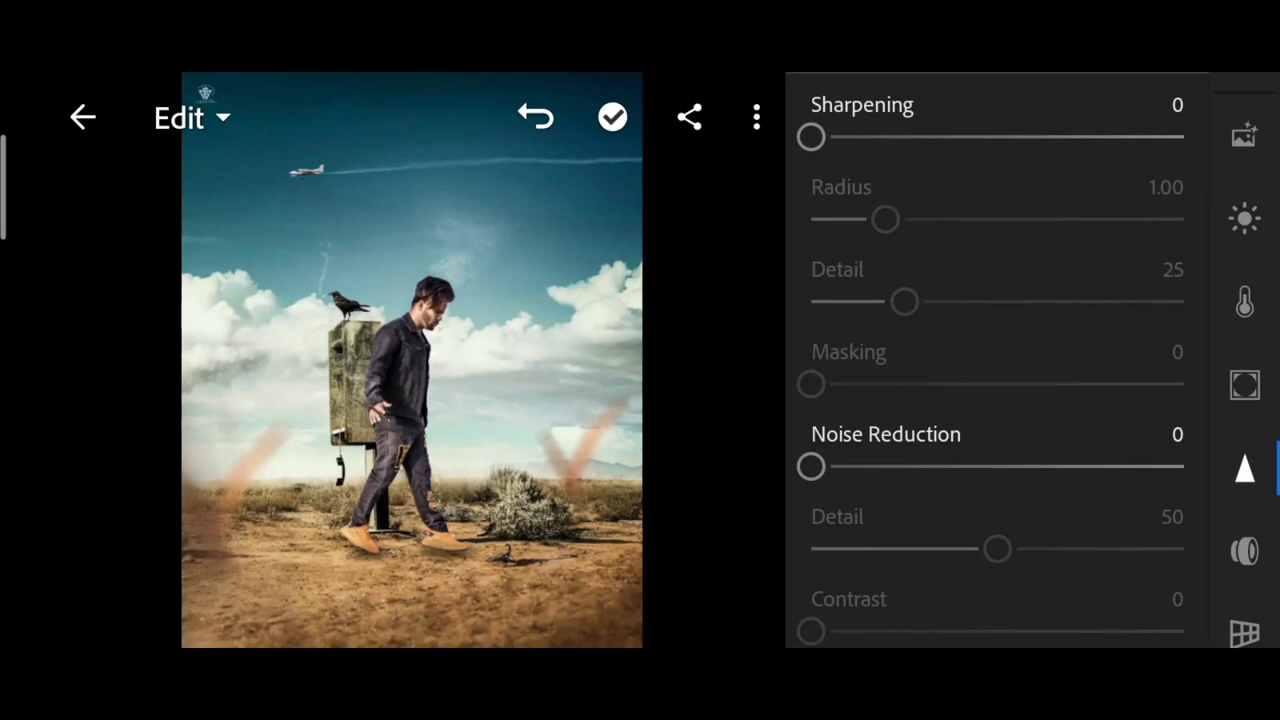 Edit
Sharpening 0
Radius 1.00
Detail 25
Masking 0
Noise Reduction 0
Detail 50
Contrast 0